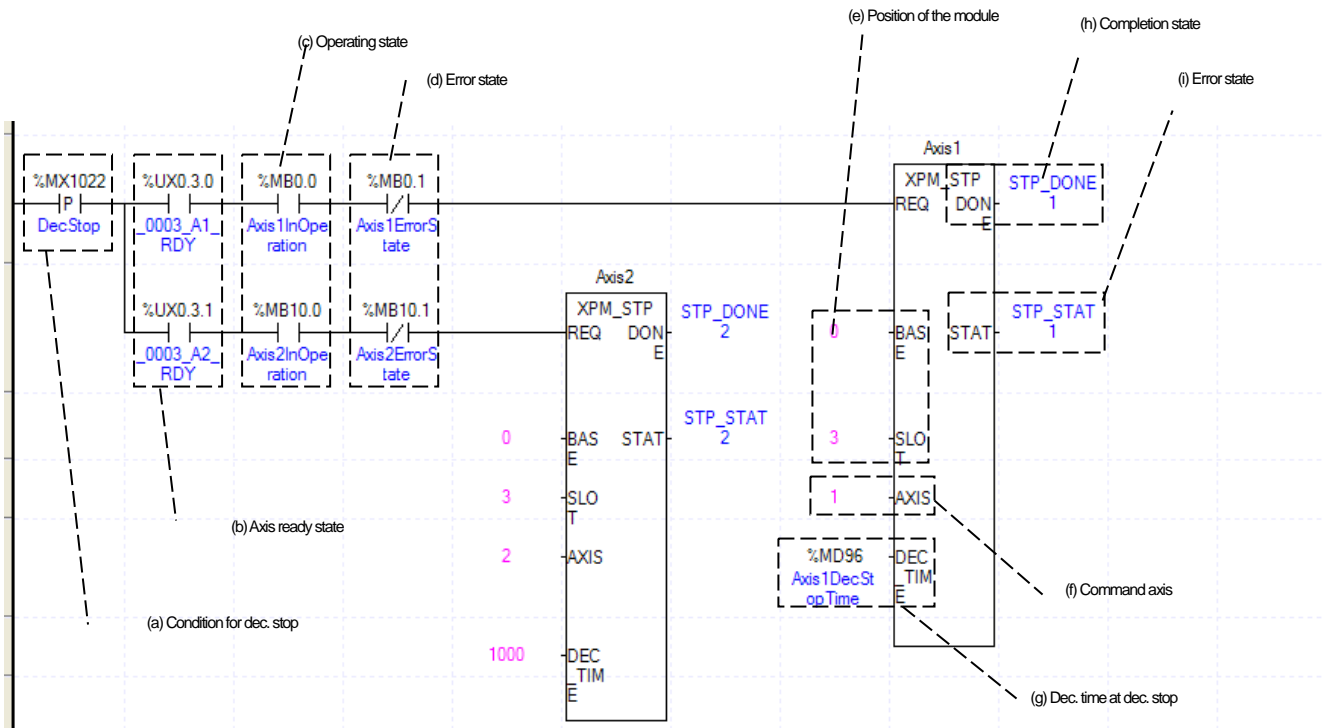 (e) Position of the module
(h) Completion state
(c) Operating state
(d) Error state
(i) Error state
Axis1
%MX1022
P
DecStop
%UX0.3.0
_0003_A1_
RDY
%MB0.0
Axis1InOpe
ration
%MB0.1
Axis1ErrorS
tate
XPM_STP
REQ
DON
E
STP_DONE
1
Axis2
%UX0.3.1
_0003_A2_
RDY
%MB10.0
Axis2InOpe
ration
%MB10.1
Axis2ErrorS
tate
XPM_STP
REQ
DON
E
STP_DONE
2
0
BAS
E
STAT
STP_STAT
1
0
BAS
E
STAT
STP_STAT
2
3
SLO
T
3
SLO
T
1
AXIS
2
AXIS
(b) Axis ready state
%MD96
Axis1DecSt
opTime
DEC
_TIM
E
(f) Command axis
(a) Condition for dec. stop
1000
DEC
_TIM
E
(g) Dec. time at dec. stop